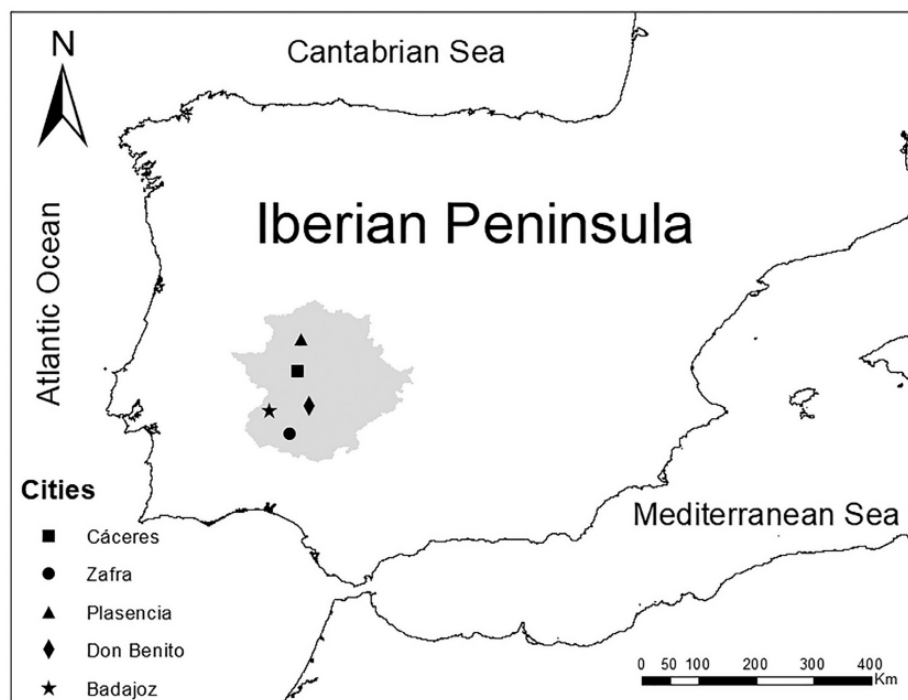 N
Cantabrian Sea
Iberian Peninsula
Atlantic Ocean
Mediterranean Sea
Cities
Cáceres
Zafra
Plasencia
Don Benito
Badajoz
0 50 100 200 300 400
Km